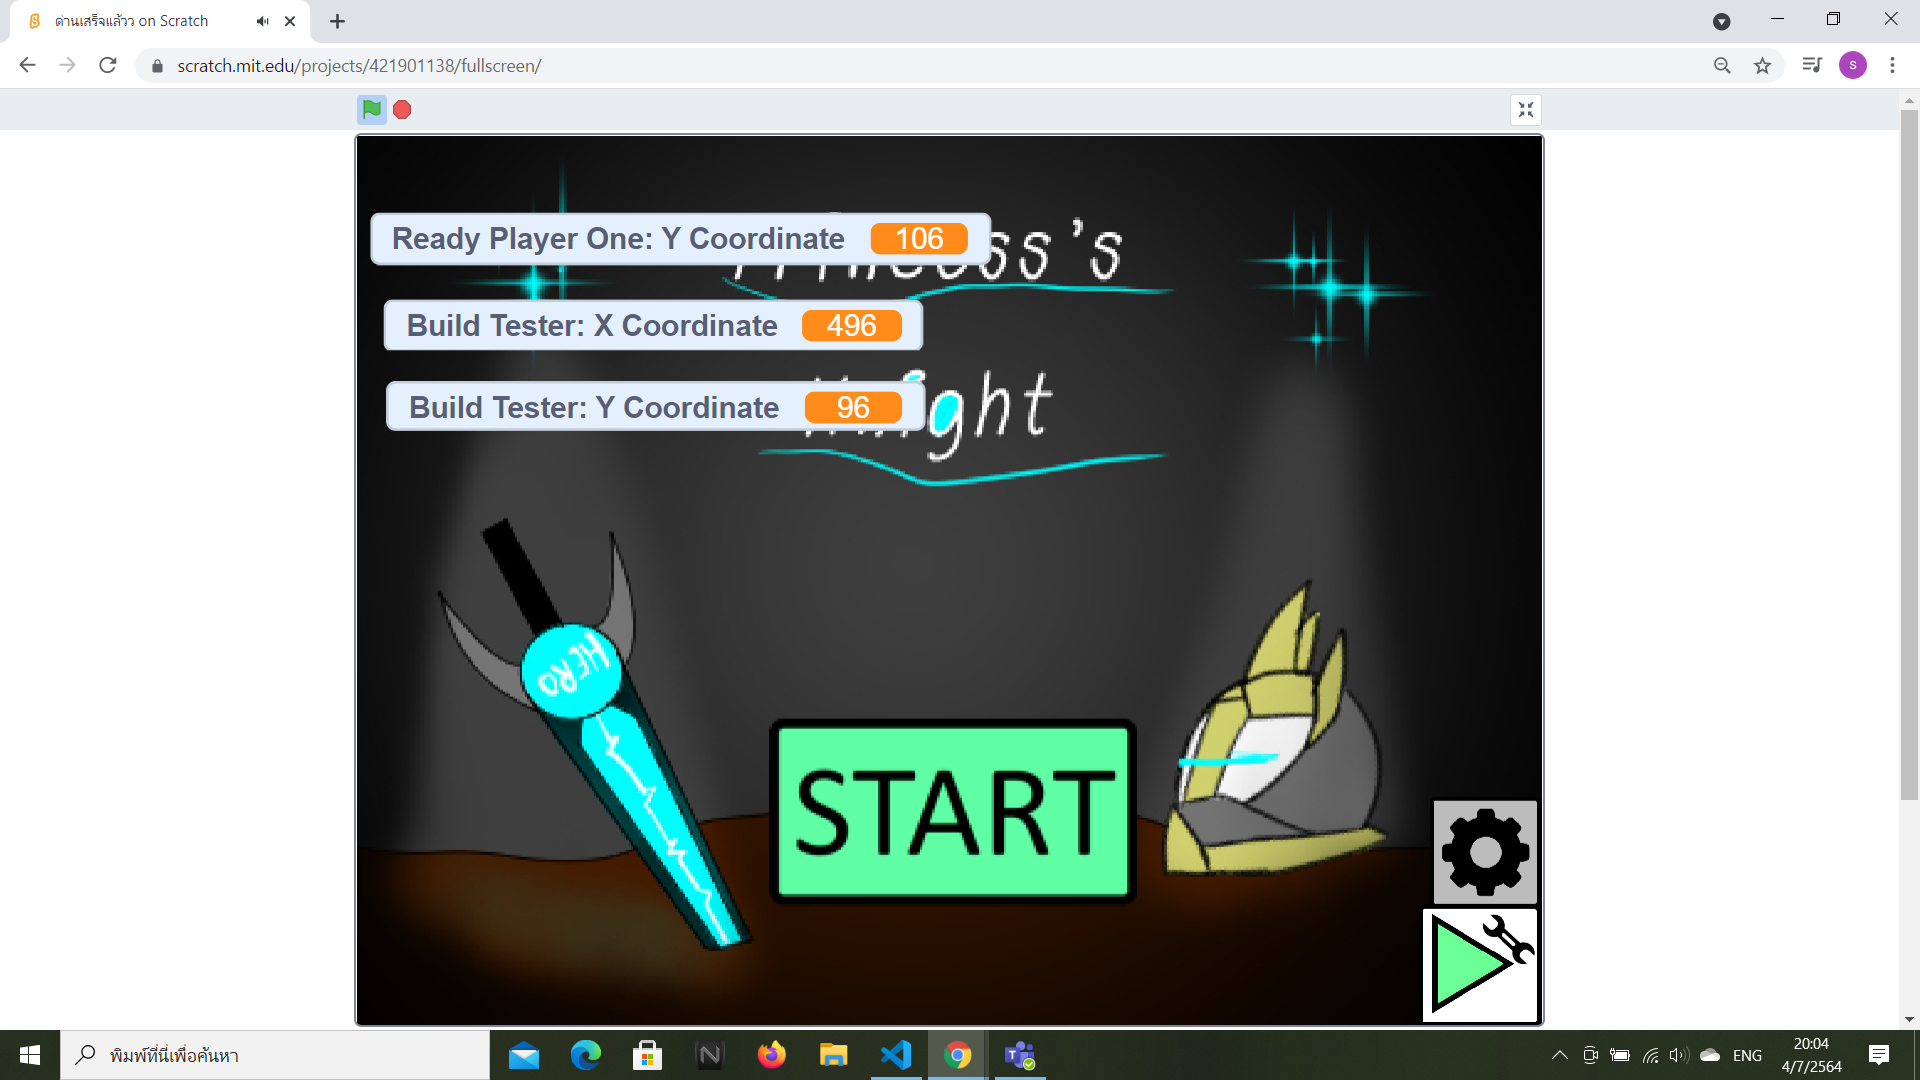 ด่านเสร็จแล้วว on Scratch
scratch.mit.edu/projects/421901138/fullscreen/
s
Ready Player One: Y Coordinate 106
Build Tester: X Coordinate 496
Build Tester: Y Coordinate 96
HERO
START
พิมพ์ที่นี่เพื่อค้นหา
ENG
20:04
4/7/2564